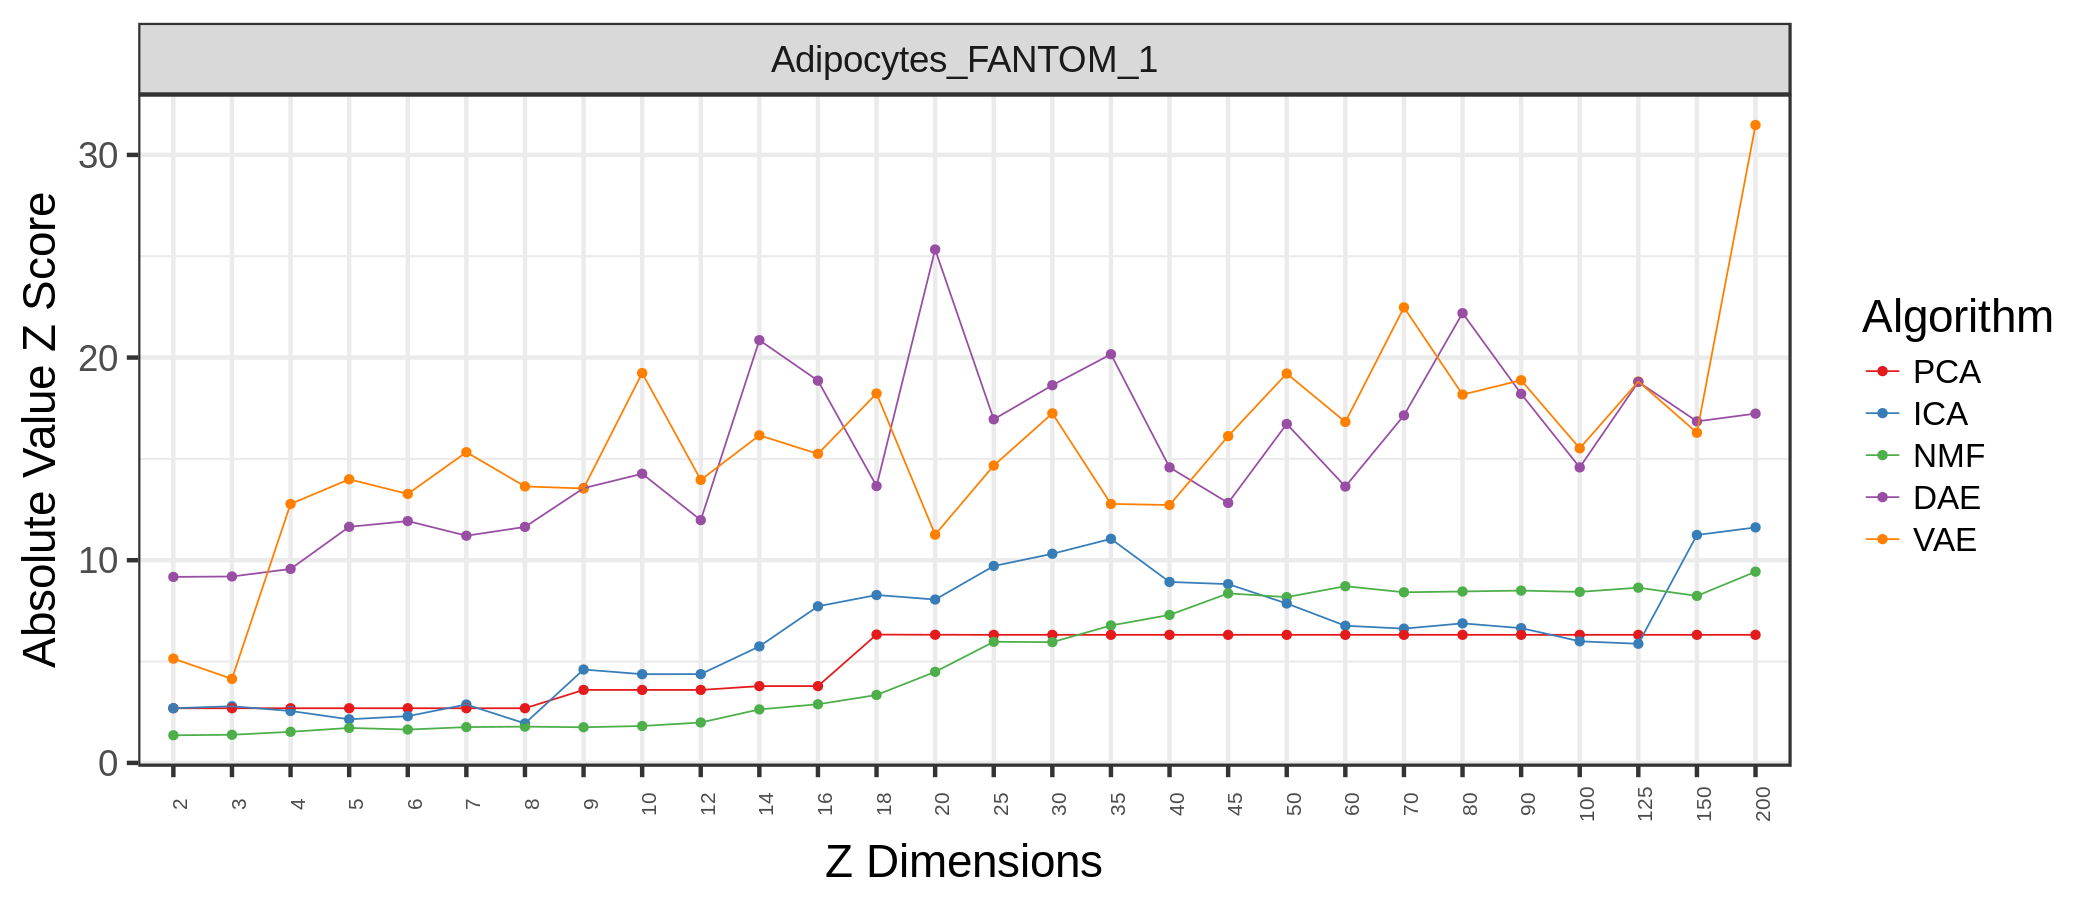 Adipocytes_FANTOM_1
Absolute Value Z Score
30
20
10
0
2 3 4 5 6 7 8 9 10 12 14 16 18 20 25 30 35 40 45 50 60 70 80 90 100 125 150 200
Z Dimensions
Algorithm
PCA
ICA
NMF
DAE
VAE